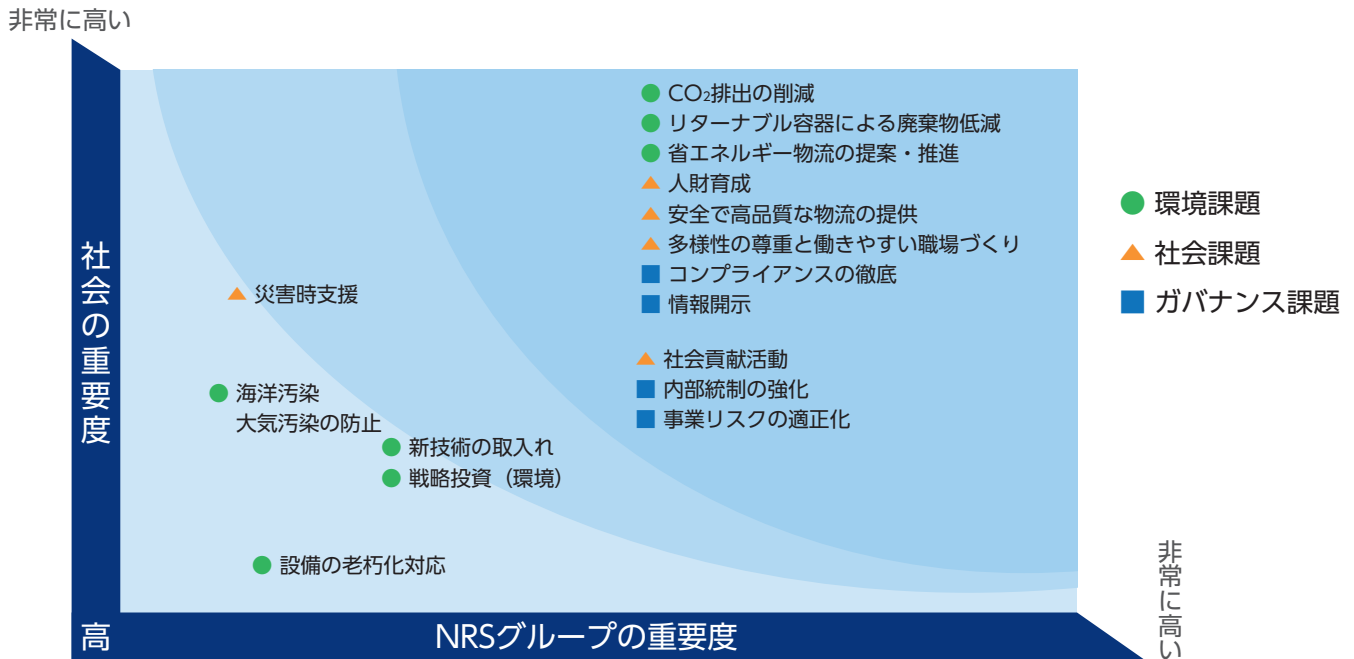 非常に高い
社会の重要度
CO₂排出の削減
リターナブル容器による廃棄物低減
省エネルギー物流の提案・推進
人財育成
安全で高品質な物流の提供
多様性の尊重と働きやすい職場づくり
コンプライアンスの徹底
情報開示
災害時支援
社会貢献活動
内部統制の強化
事業リスクの適正化
海洋汚染
大気汚染の防止
新技術の取入れ
戦略投資（環境）
設備の老朽化対応
環境課題
社会課題
ガバナンス課題
高
NRSグループの重要度
非常に高い